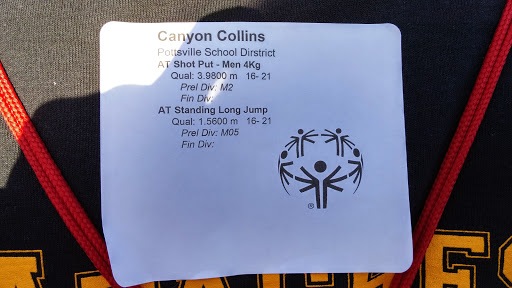 Canyon Collins
Pottsville School Dirstrict
AT Shot Put - Men 4Kg
Qual: 3.9800 m 16- 21
Prel Div: M2
Fin Div:
AT Standing Long Jump
Qual: 1.5600 m 16- 21
Prel Div: M05
Fin Div:
®